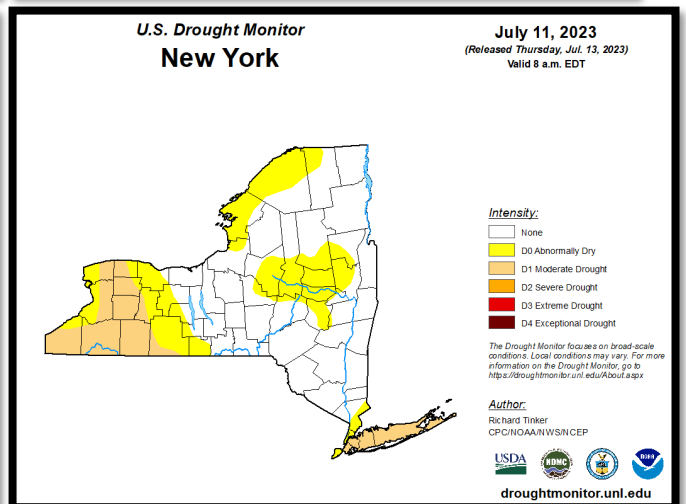 U.S. Drought Monitor
New York
July 11, 2023
(Released Thursday, Jul. 13, 2023)
Valid 8 a.m. EDT
Intensity:
None
D0 Abnormally Dry
D1 Moderate Drought
D2 Severe Drought
D3 Extreme Drought
D4 Exceptional Drought
The Drought Monitor focuses on broad-scale
conditions. Local conditions may vary. For more
information on the Drought Monitor, go to
https://droughtmonitor.unl.edu/About.aspx
Author:
Richard Tinker
CPC/NOAA/NWS/NCEP
USDA
NDMC
NOAA
droughtmonitor.unl.edu